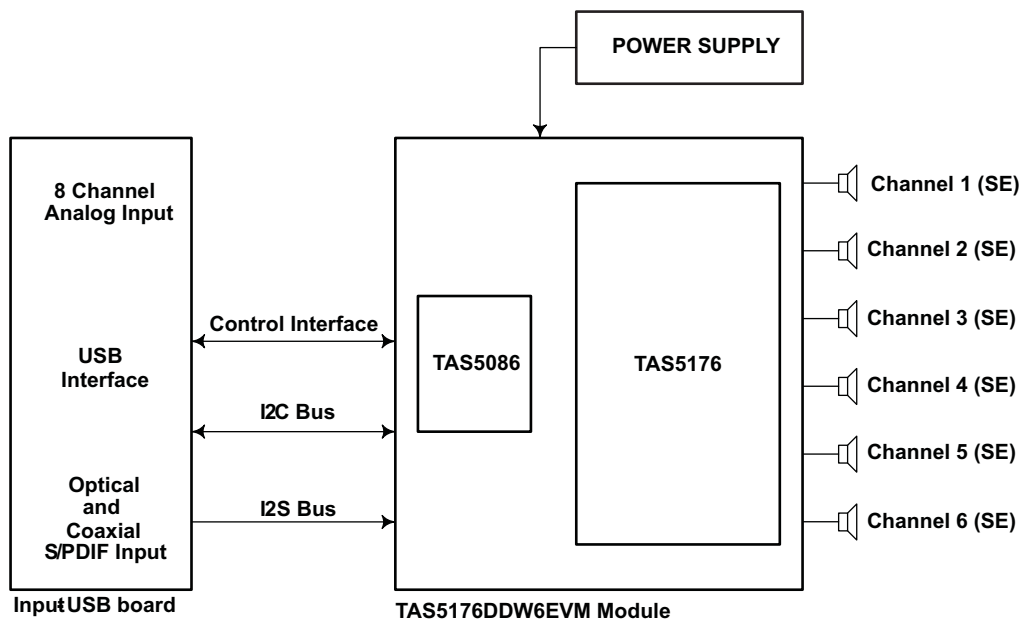 POWER SUPPLY
8 Channel
Analog Input
USB
Interface
Optical
and
Coaxial
S/PDIF Input
Input-USB board
Control Interface
I2C Bus
I2S Bus
TAS5086
TAS5176
TAS5176DDW6EVM Module
Channel 1 (SE)
Channel 2 (SE)
Channel 3 (SE)
Channel 4 (SE)
Channel 5 (SE)
Channel 6 (SE)